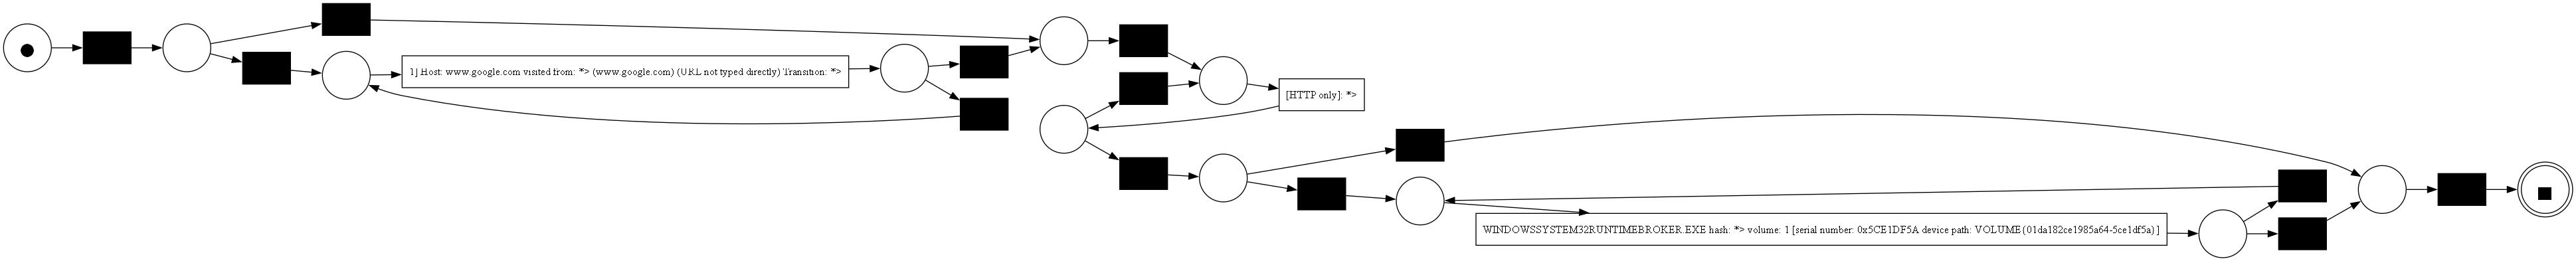 1] Host: www.google.com visited from: *> (www.google.com) (URL not typed directly) Transition: *>
[HTTP only]: *>
WINDOWSSYSTEM32RUNTIMEBROKER.EXE hash: *> volume: 1 [serial number: 0x5CE1DF5A device path: VOLUME{01da182ce1985a64-5ce1df5a}]